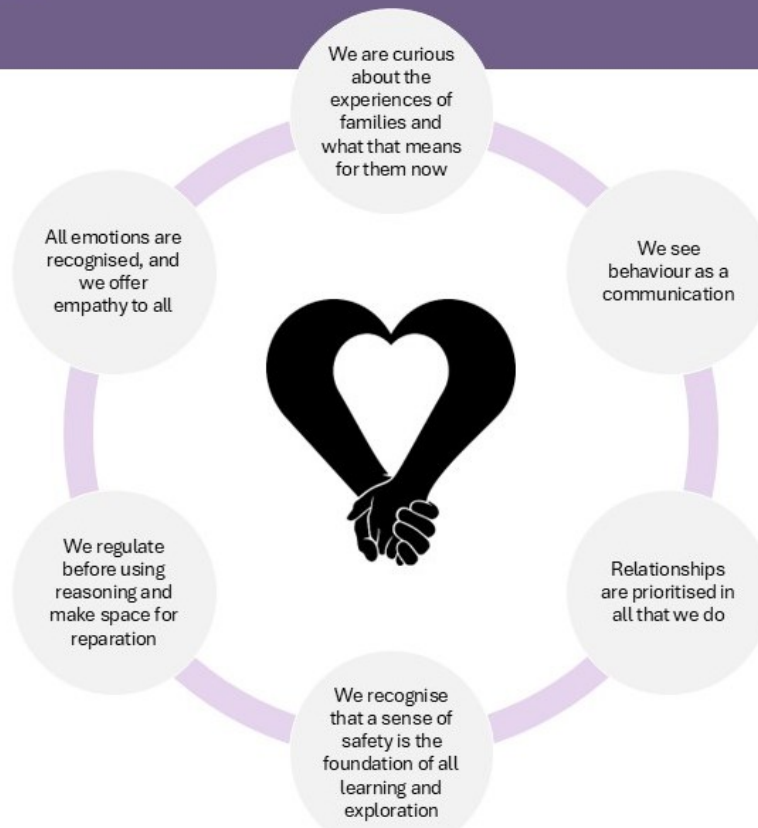 We are curious
about the
experiences of
families and
what that means
for them now
We see
behaviour as a
communication
Relationships
are prioritised in
all that we do
We recognise
that a sense of
safety is the
foundation of all
learning and
exploration
We regulate
before using
reasoning and
make space for
reparation
All emotions are
recognised, and
we offer
empathy to all